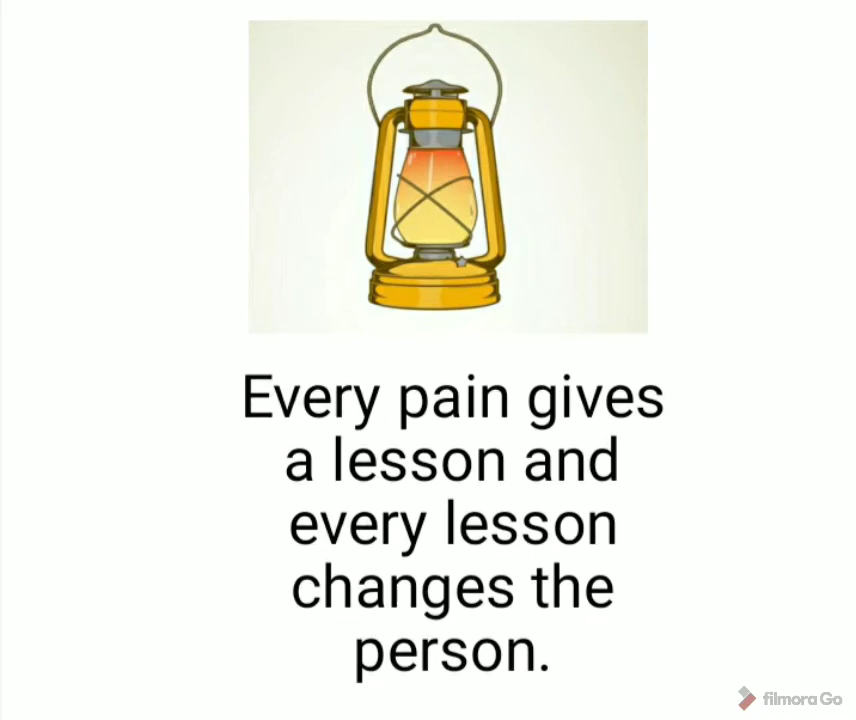 Every pain gives
a lesson and
every lesson
changes the
person.
filmora Go